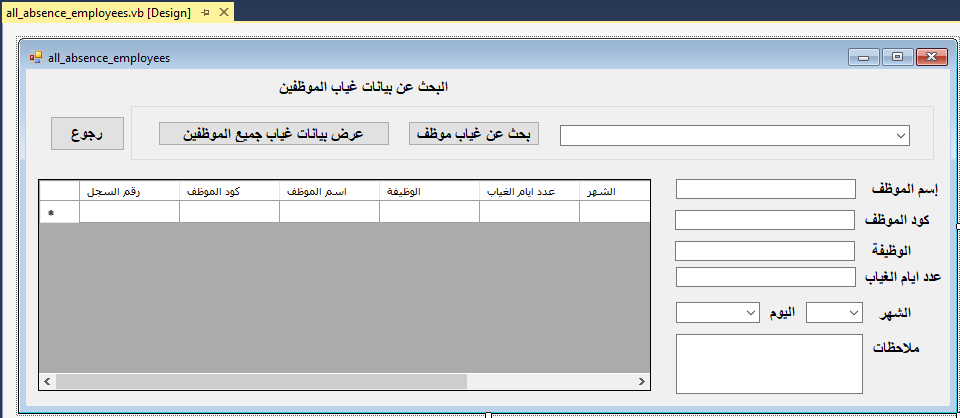 all_absence_employees.vb [Design]
all_absence_employees
البحث عن بيانات غياب الموظفين
بحث عن غياب موظف
عرض بيانات غياب جميع الموظفين
رجوع
رقم السجل
كود الموظف
اسم الموظف
الوظيفة
عدد ايام الغياب
الشهر
إسم الموظف
كود الموظف
الوظيفة
عدد ايام الغياب
الشهر
اليوم
ملاحظات